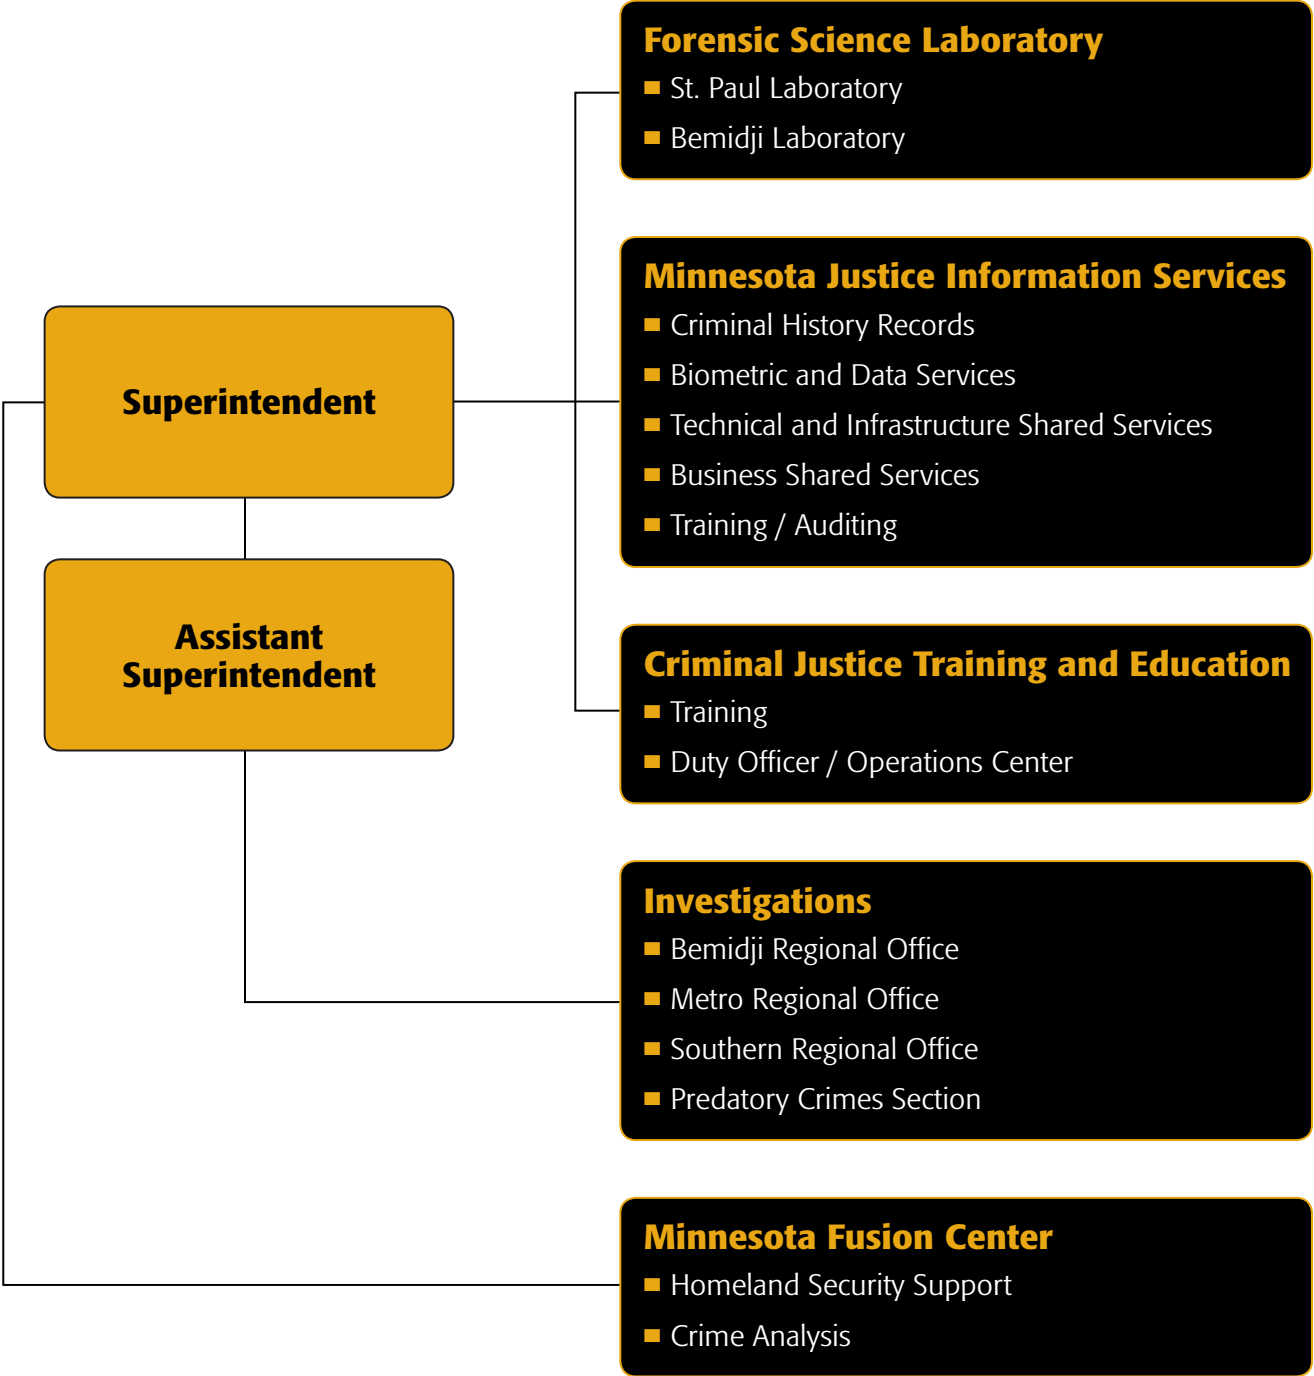 Superintendent
Assistant
Superintendent
Forensic Science Laboratory
St. Paul Laboratory
Bemidji Laboratory
Minnesota Justice Information Services
Criminal History Records
Biometric and Data Services
Technical and Infrastructure Shared Services
Business Shared Services
Training / Auditing
Criminal Justice Training and Education
Training
Duty Officer / Operations Center
Investigations
Bemidji Regional Office
Metro Regional Office
Southern Regional Office
Predatory Crimes Section
Minnesota Fusion Center
Homeland Security Support
Crime Analysis